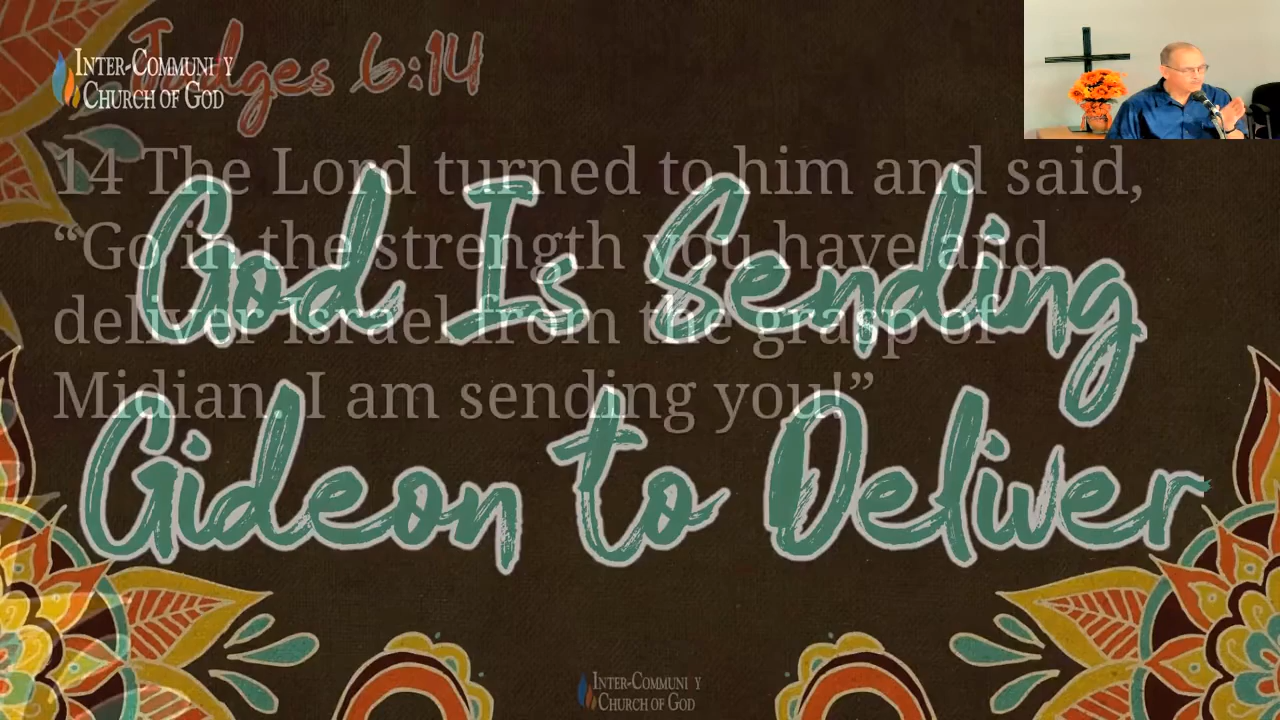 Judges 6:14
INTER-COMMUNI Y
CHURCH OF GOD
14 The Lord turned to him and said,
“Go in the strength you have and
deliver Israel from the grasp of
Midian. I am sending you!”
God Is Sending
Gideon to Deliver
INTER-COMMUNI Y
CHURCH OF GOD